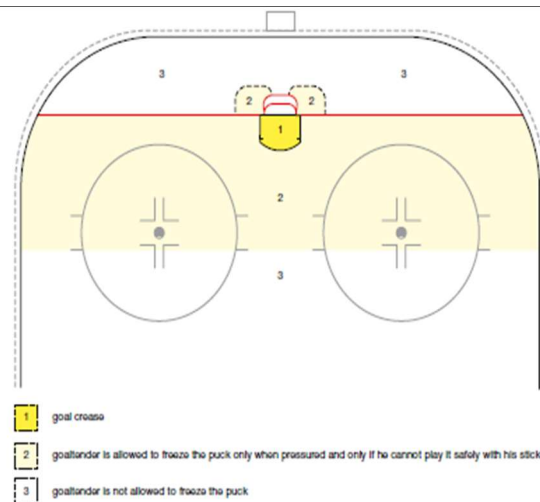 3 3
2 2
1
2
3
1 goal crease
2 goaltender is allowed to freeze the puck only when pressured and only if he cannot play it safely with his stick
3 goaltender is not allowed to freeze the puck